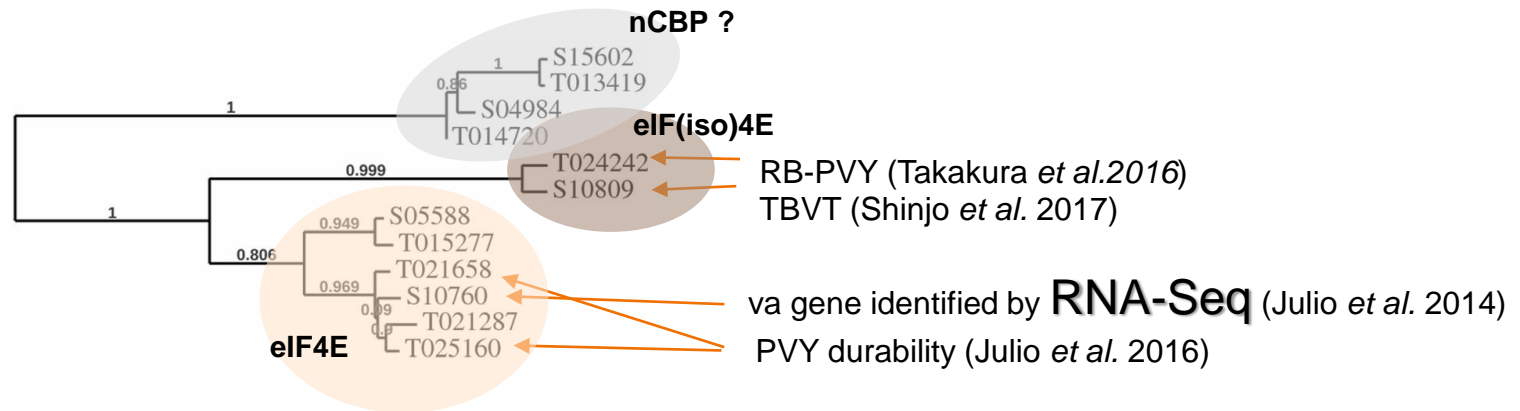 nCBP ?
1
S15602
T013419
0.86
S04984
T014720
1
eIF(iso)4E
0.999
T024242
S10809
RB-PVY (Takakura et al.2016)
TBVT (Shinjo et al. 2017)
1
0.949
S05588
T015277
0.806
0.969
T021658
S10760
T021287
T025160
eIF4E
va gene identified by RNA-Seq (Julio et al. 2014)
PVY durability (Julio et al. 2016)